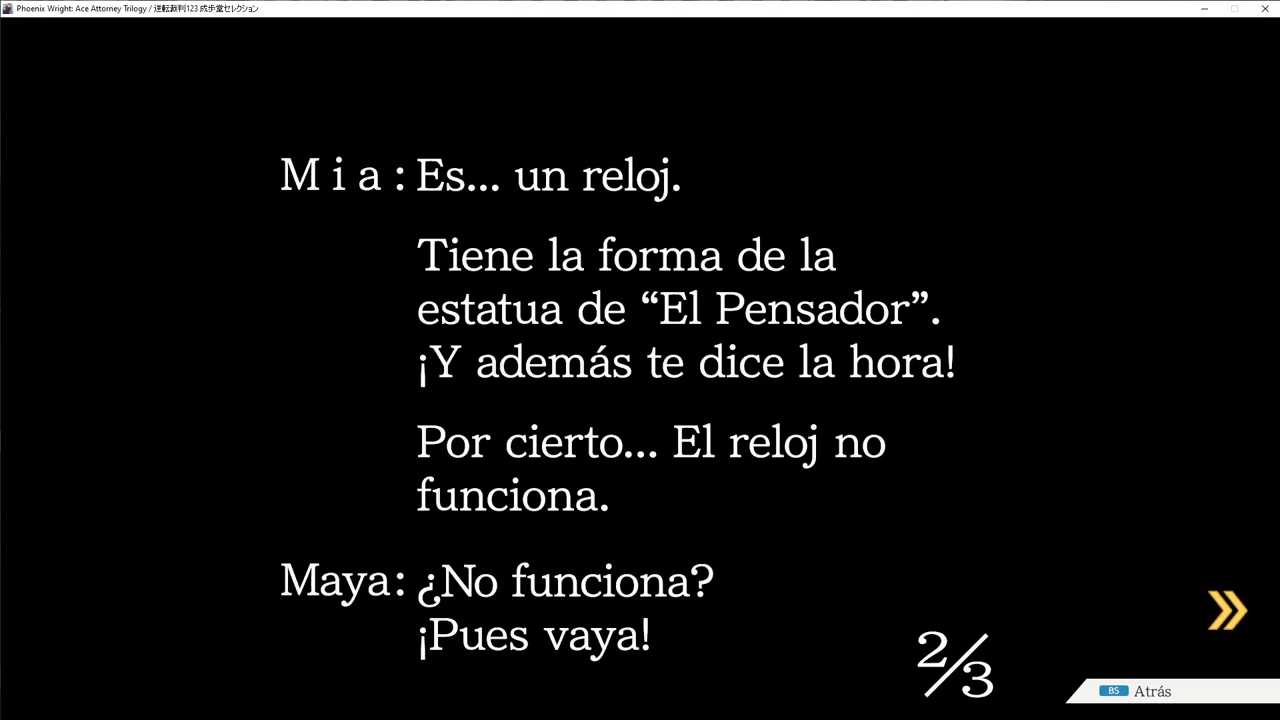 Phoenix Wright: Ace Attorney Trilogy / 逆転裁判123 成歩堂セレクション
Mia: Es... un reloj.
Tiene la forma de la
estatua de “El Pensador”.
¡Y además te dice la hora!
Por cierto... El reloj no
funciona.
Maya: ¿No funciona?
¡Pues vaya!
2/3
BS Atrás